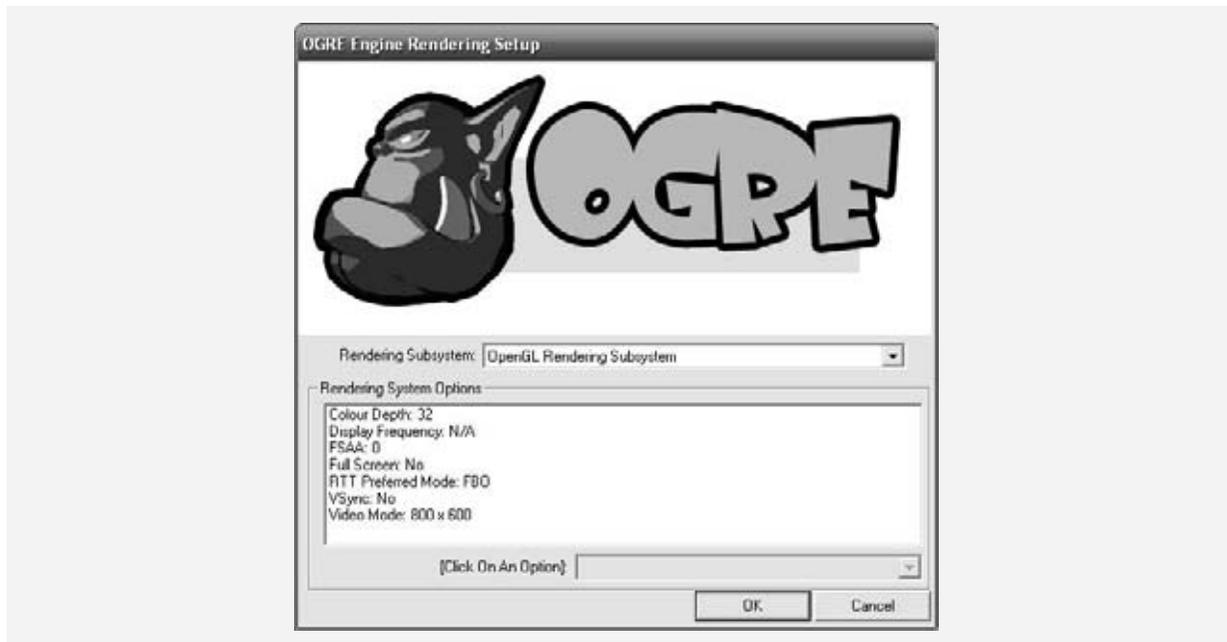 OGRE Engine Rendering Setup
OGRE
Rendering Subsystem: OpenGL Rendering Subsystem
Rendering System Options
Colour Depth: 32
Display Frequency: N/A
FSAA: 0
Full Screen: No
RTT Preferred Mode: FBO
VSync: No
Video Mode: 800 x 600
[Click On An Option]:
OK
Cancel